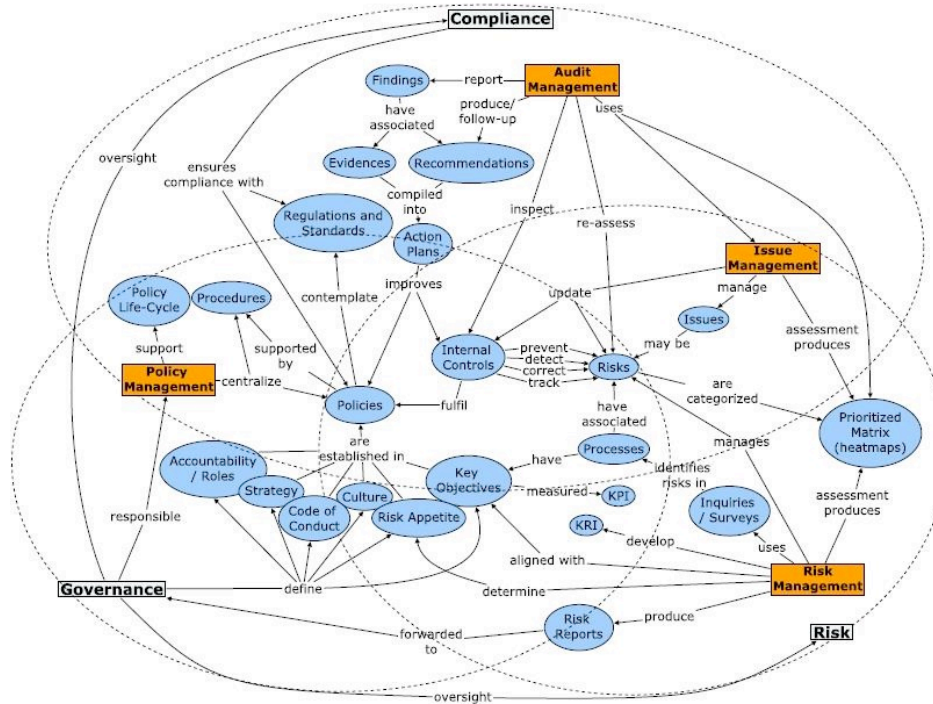 Compliance
Findings
report
Audit
Management
have
associated
produce/
follow-up
uses
oversight
Evidences
Recommendations
ensures
compliance with
compiled
into
Regulations and
Standards
inspect
re-assess
Action
Plans
Issue
Management
Policy
Life-Cycle
Procedures
contemplate
improves
update
manage
Issues
support
supported
by
Internal
Controls
prevent
detect
correct
track
Risks
may be
assessment
produces
Policy
Management
centralize
Policies
fulfil
are
categorized
have
associated
Prioritized
Matrix
(heatmaps)
are
established in
Processes
manages
Accountability
/ Roles
Key
Objectives
have
identifies
risks in
Strategy
Culture
measured
KPI
assessment
produces
Code of
Conduct
Risk Appetite
Inquiries
/ Surveys
responsible
KRI
develop
uses
aligned with
Governance
define
determine
Risk
Management
Risk
Reports
produce
forwarded
to
Risk
oversight